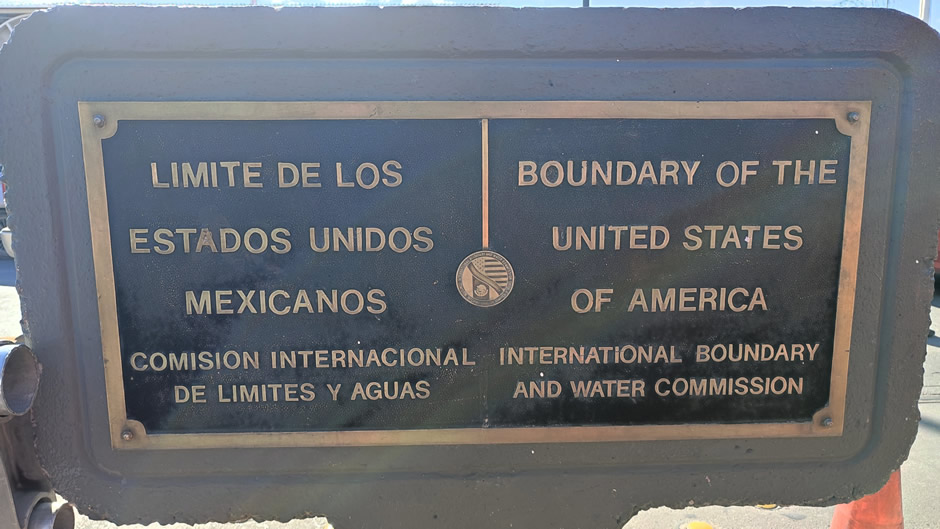 LIMITE DE LOS
ESTADOS UNIDOS
MEXICANOS
COMISION INTERNACIONAL
DE LIMITES Y AGUAS
BOUNDARY OF THE
UNITED STATES
OF AMERICA
INTERNATIONAL BOUNDARY
AND WATER COMMISSION